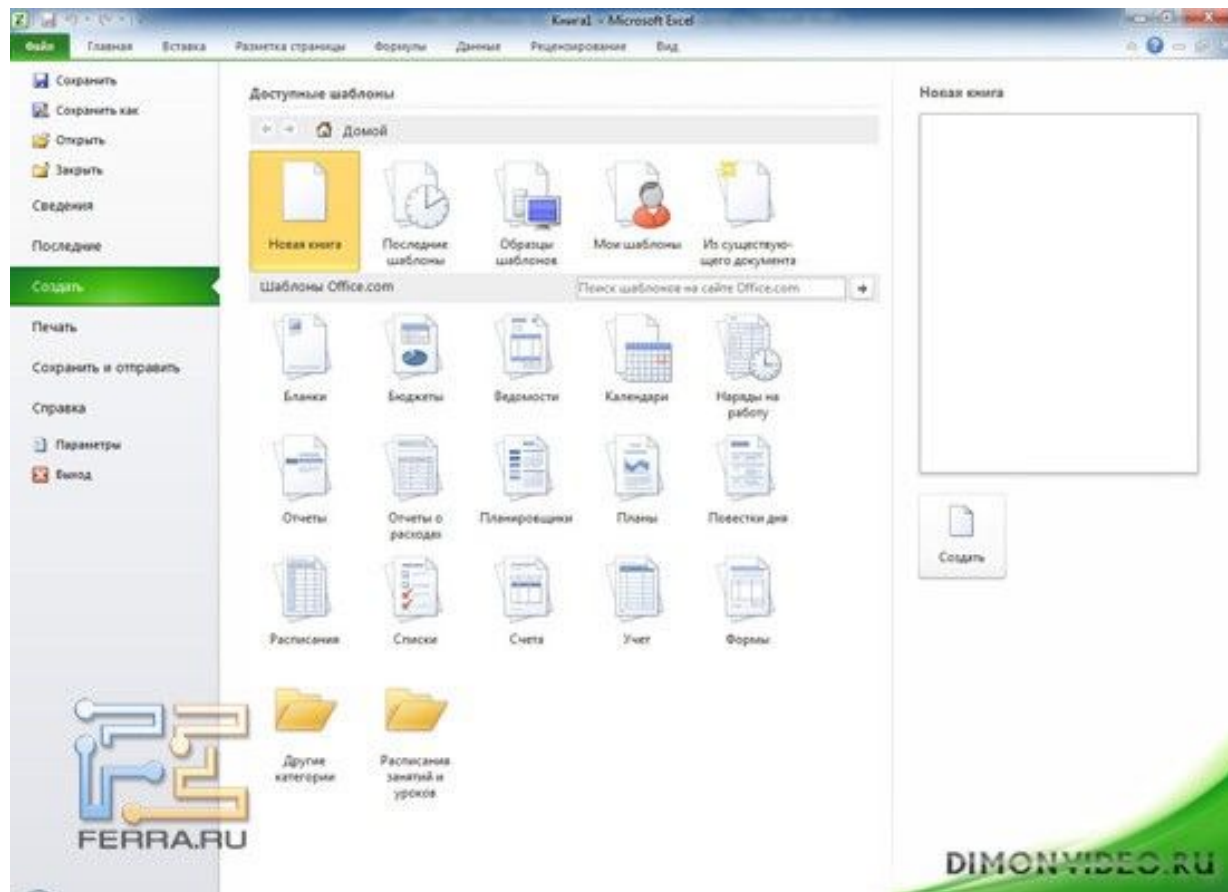 Книга1 - Microsoft Excel
Файл Главная Вставка Разметка страницы Формулы Данные Рецензирование Вид
Сохранить
Сохранить как
Открыть
Закрыть
Сведения
Последние
Создать
Печать
Сохранить и отправить
Справка
Параметры
Выход
Доступные шаблоны
Домой
Новая книга
Последние
шаблоны
Образцы
шаблонов
Мои шаблоны
Из существую-
щего документа
Шаблоны Office.com
Поиск шаблонов на сайте Office.com
Бланки
Бюджеты
Ведомости
Календари
Наряды на
работу
Отчеты
Отчеты о
расходах
Планировщики
Планы
Повестки дня
Расписания
Списки
Счета
Учет
Формы
Другие
категории
Расписания
занятий и
уроков
Новая книга
Создать
FERRA.RU
DIMONVIDEO.RU